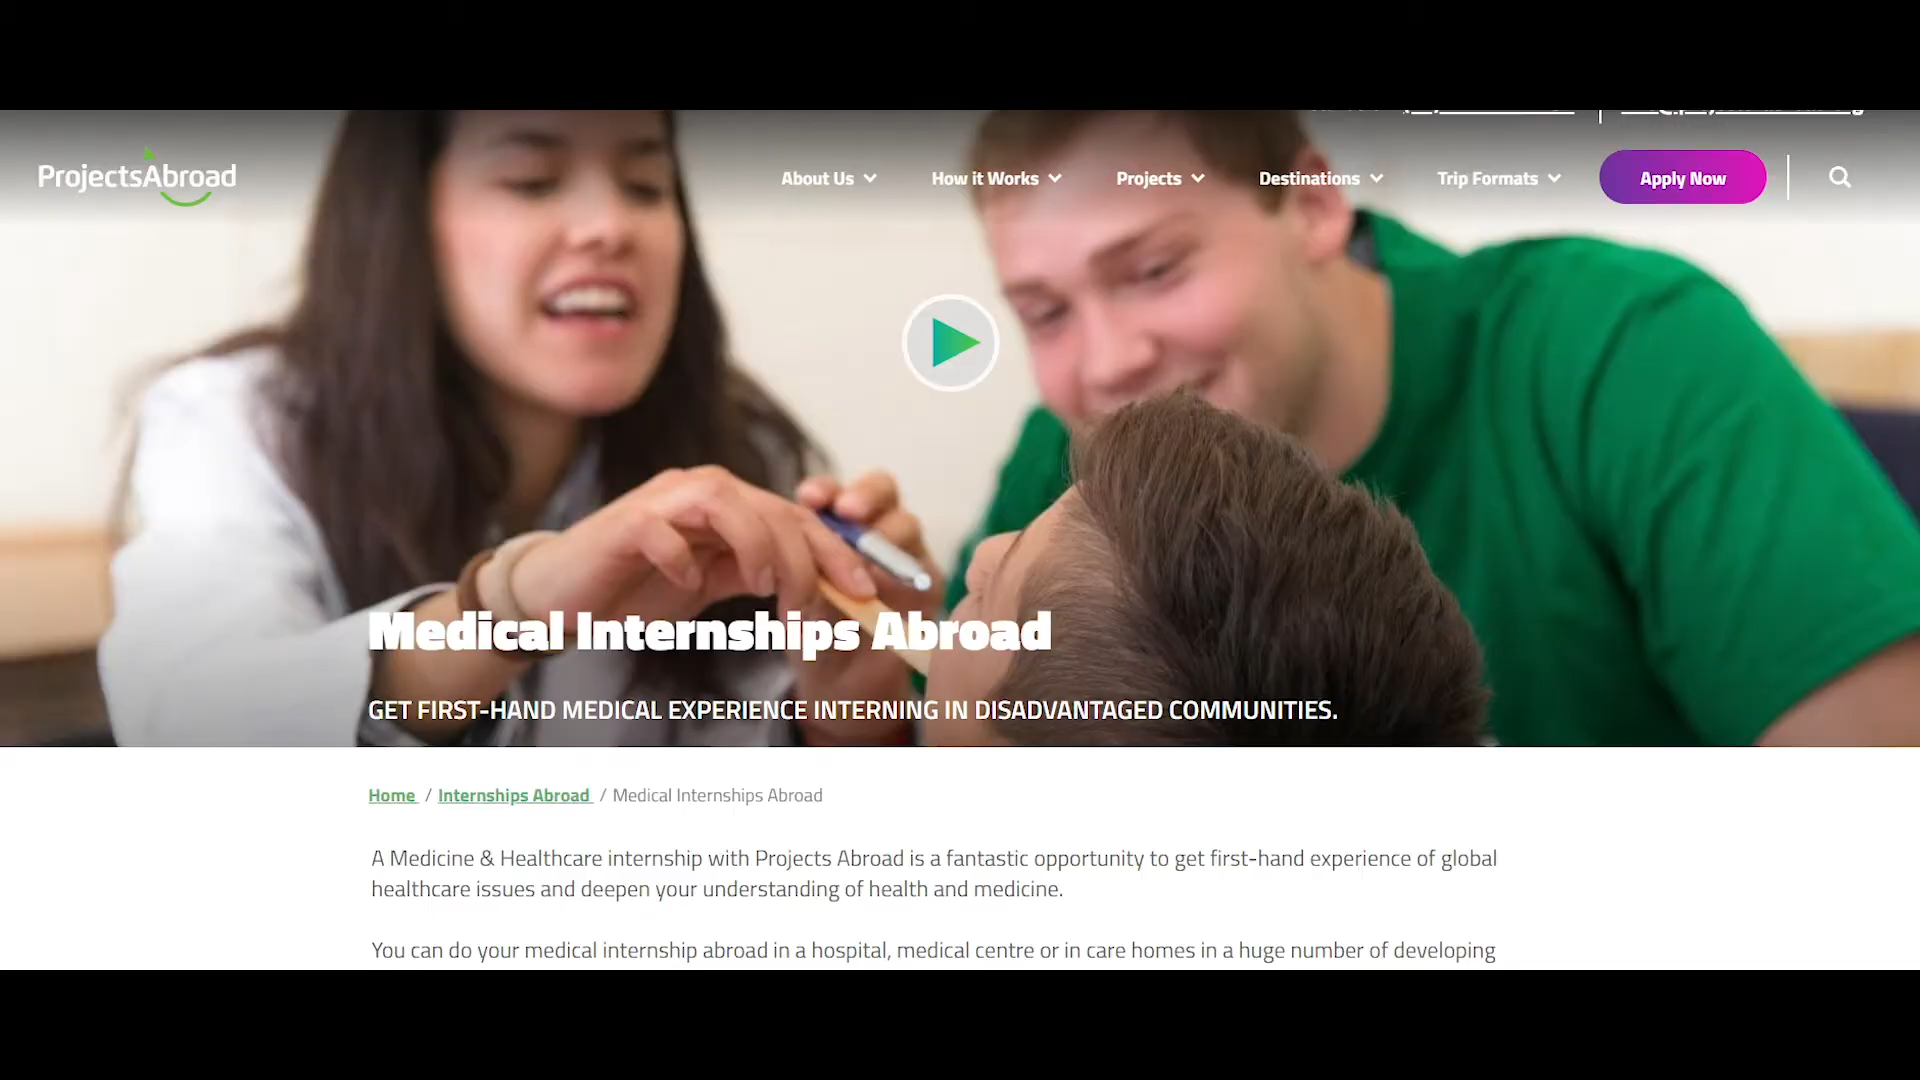 ProjectsAbroad
About Us
How it Works
Projects
Destinations
Trip Formats
Apply Now
Medical Internships Abroad
GET FIRST-HAND MEDICAL EXPERIENCE INTERNING IN DISADVANTAGED COMMUNITIES.
Home / Internships Abroad / Medical Internships Abroad
A Medicine & Healthcare internship with Projects Abroad is a fantastic opportunity to get first-hand experience of global
healthcare issues and deepen your understanding of health and medicine.
You can do your medical internship abroad in a hospital, medical centre or in care homes in a huge number of developing